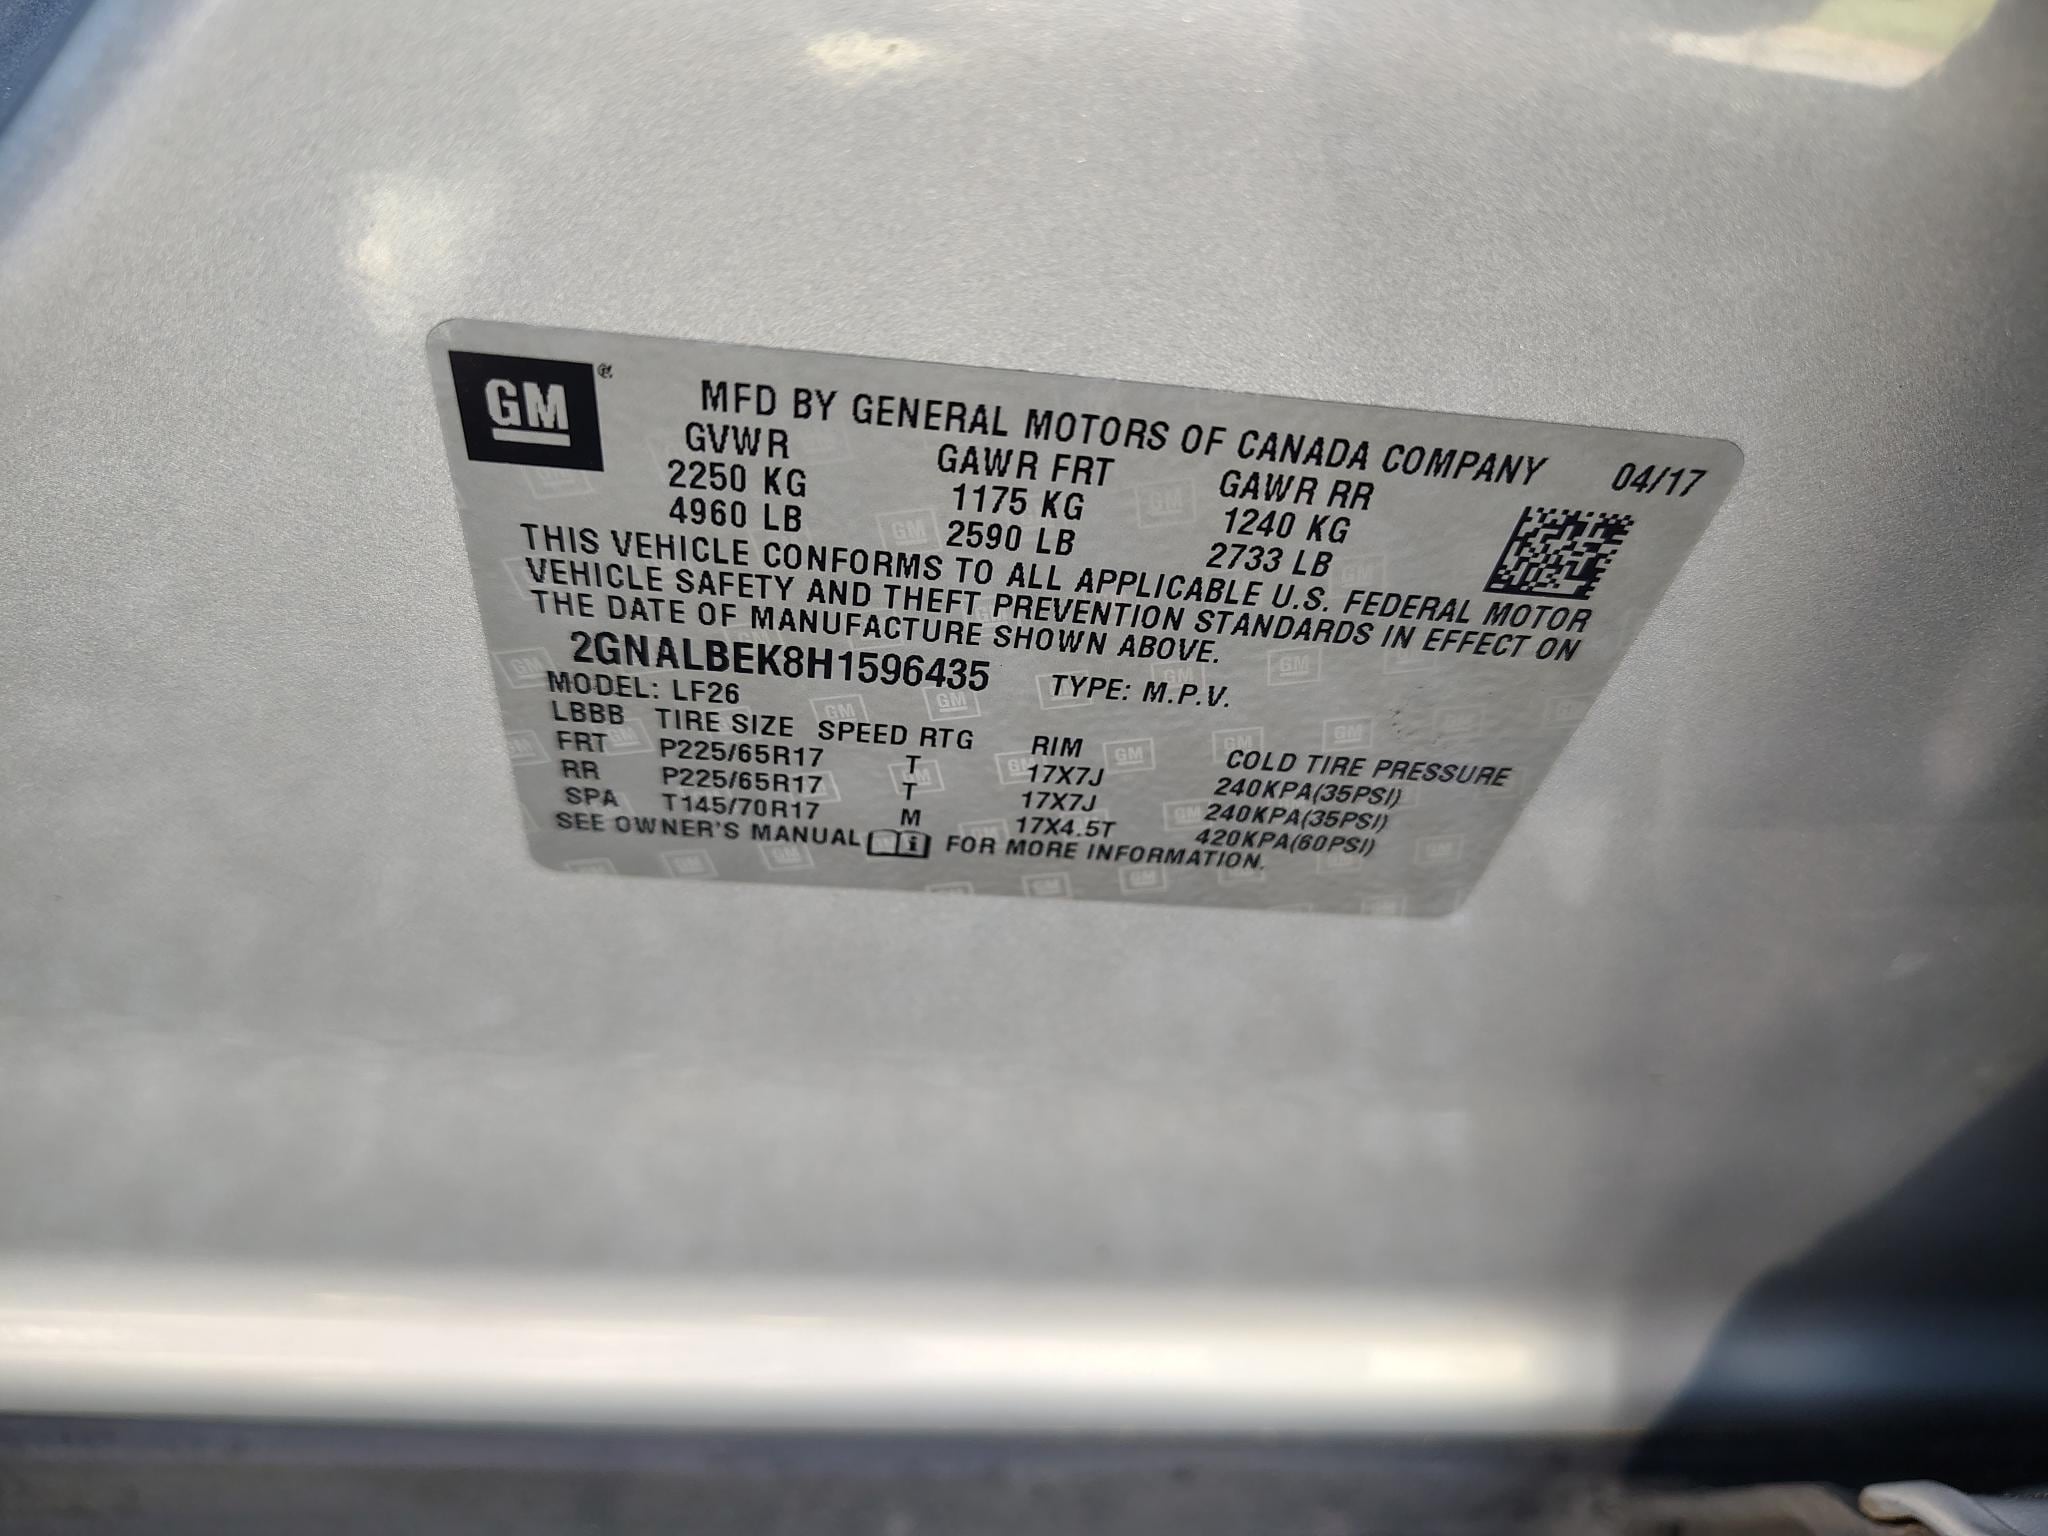 GM ®
MFD BY GENERAL MOTORS OF CANADA COMPANY 04/17
GVWR GAWR FRT GAWR RR
2250 KG 1175 KG 1240 KG
4960 LB 2590 LB 2733 LB
THIS VEHICLE CONFORMS TO ALL APPLICABLE U.S. FEDERAL MOTOR
VEHICLE SAFETY AND THEFT PREVENTION STANDARDS IN EFFECT ON
THE DATE OF MANUFACTURE SHOWN ABOVE.
2GNALBEK8H1596435 TYPE: M.P.V.
MODEL: LF26
LBBB TIRE SIZE SPEED RTG RIM COLD TIRE PRESSURE
FRT P225/65R17 T 17X7J 240KPA(35PSI)
RR P225/65R17 T 17X7J 240KPA(35PSI)
SPA T145/70R17 M 17X4.5T 420KPA(60PSI)
SEE OWNER'S MANUAL i FOR MORE INFORMATION.